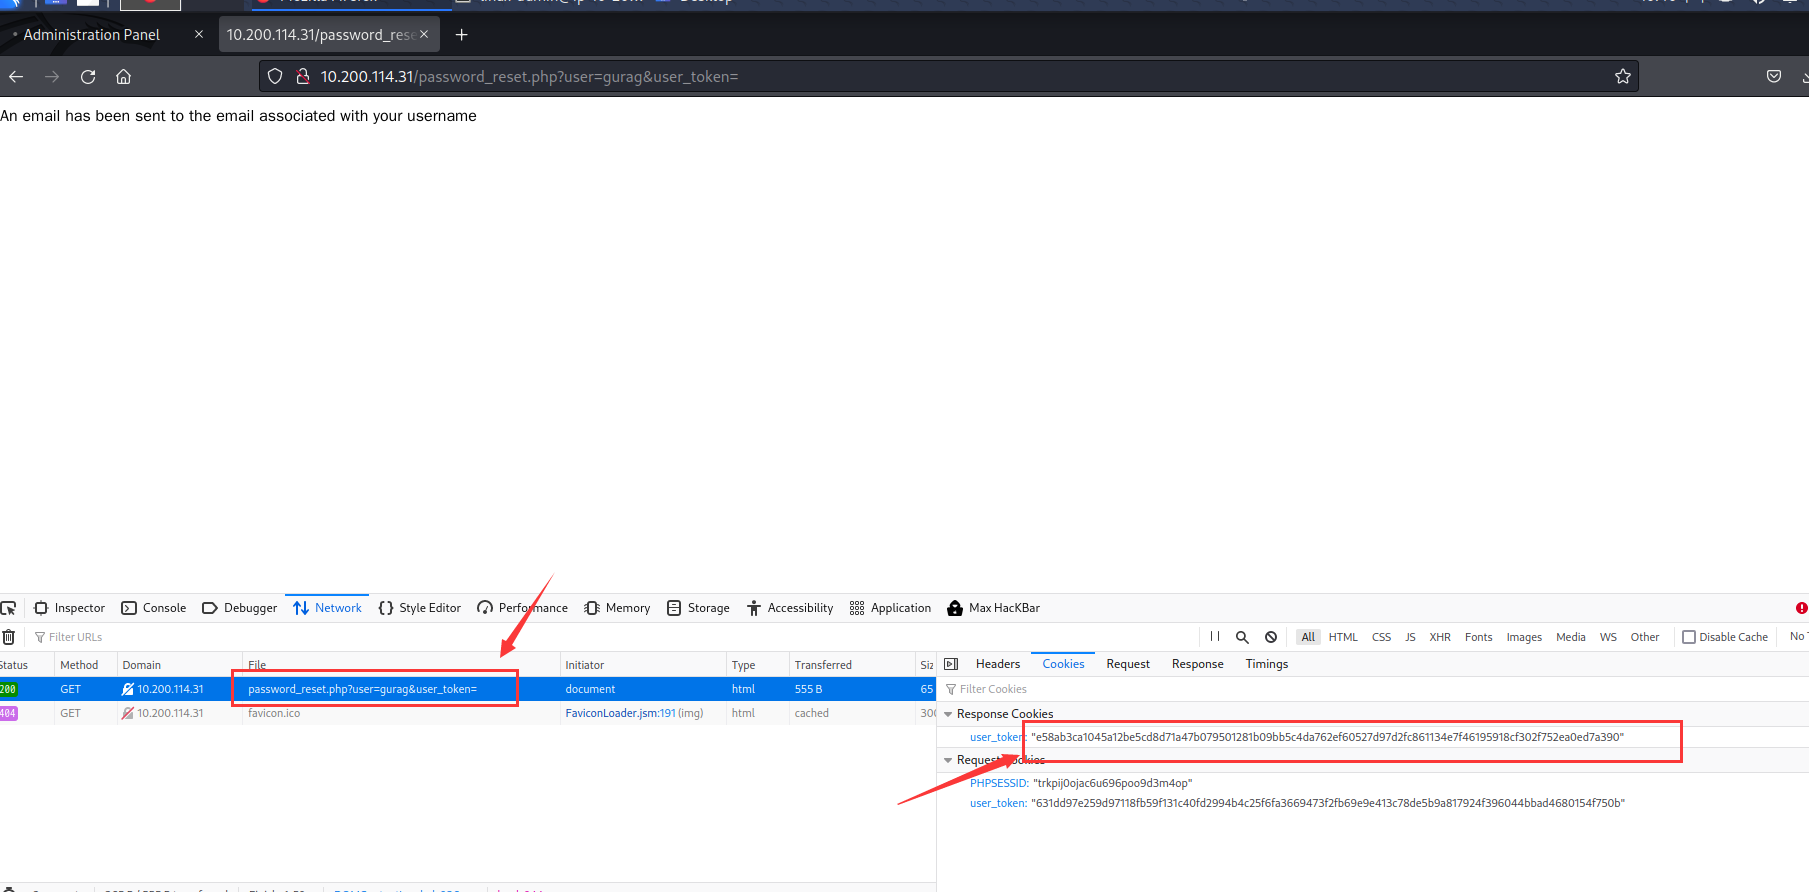 Administration Panel
10.200.114.31/password_rese
10.200.114.31/password_reset.php?user=gurag&user_token=
An email has been sent to the email associated with your username
Inspector Console Debugger Network Style Editor Performance Memory Storage Accessibility Application Max HacKBar
Filter URLs All HTML CSS JS XHR Fonts Images Media WS Other Disable Cache No
Status Method Domain File Initiator Type Transferred Siz Headers Cookies Request Response Timings
200 GET 10.200.114.31 password_reset.php?user=gurag&user_token= document html 555 B 65
Filter Cookies
404 GET 10.200.114.31 favicon.ico FaviconLoader.jsm:191 (img) html cached 300
Response Cookies
user_token: "e58ab3ca1045a12be5cd8d71a47b079501281b09bb5c4da762ef60527d97d2fc861134e7f46195918cf302f752ea0ed7a390"
Request Cookies
PHPSESSID: "trkpij0ojac6u696poo9d3m4op"
user_token: "631dd97e259d97118fb59f131c40fd2994b4c25f6fa3669473f2fb69e9e413c78de5b9a817924f396044bbad4680154f750b"